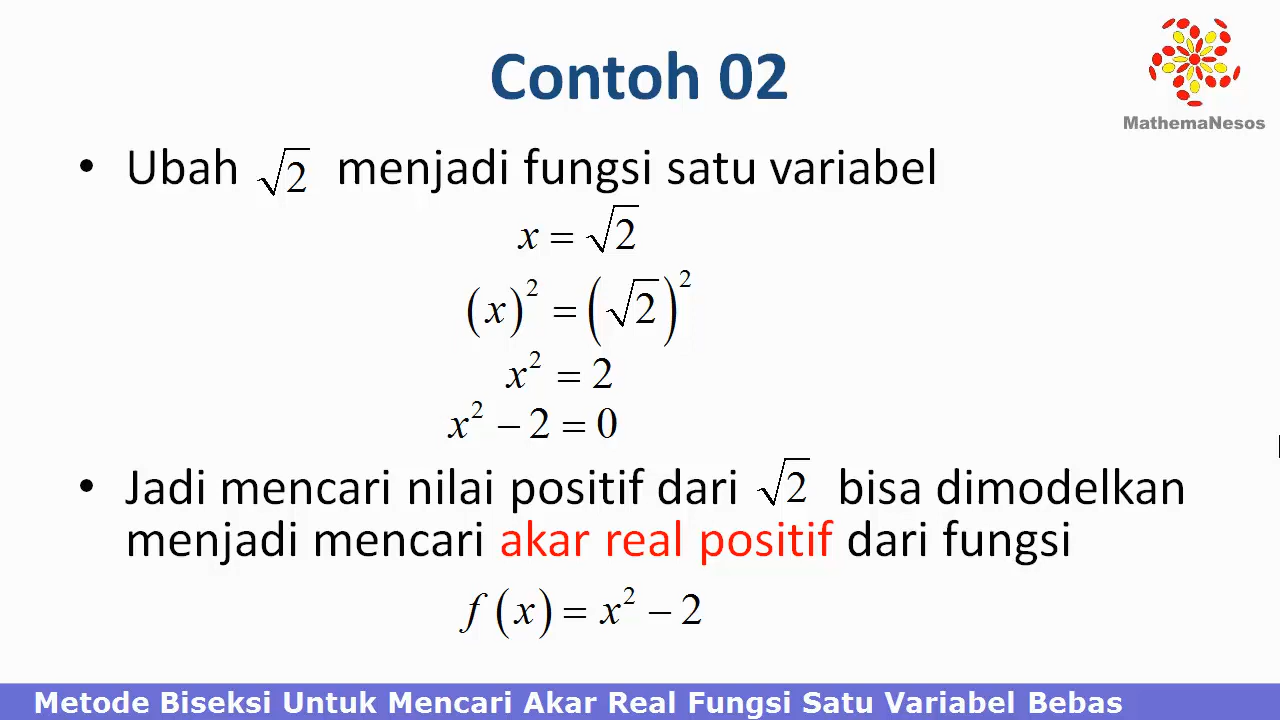 Contoh 02
MathemaNesos
• Ubah √2 menjadi fungsi satu variabel
x = √2
(x)² = (√2)²
x² = 2
x² − 2 = 0
• Jadi mencari nilai positif dari √2 bisa dimodelkan
menjadi mencari akar real positif dari fungsi
f(x) = x² − 2
Metode Biseksi Untuk Mencari Akar Real Fungsi Satu Variabel Bebas